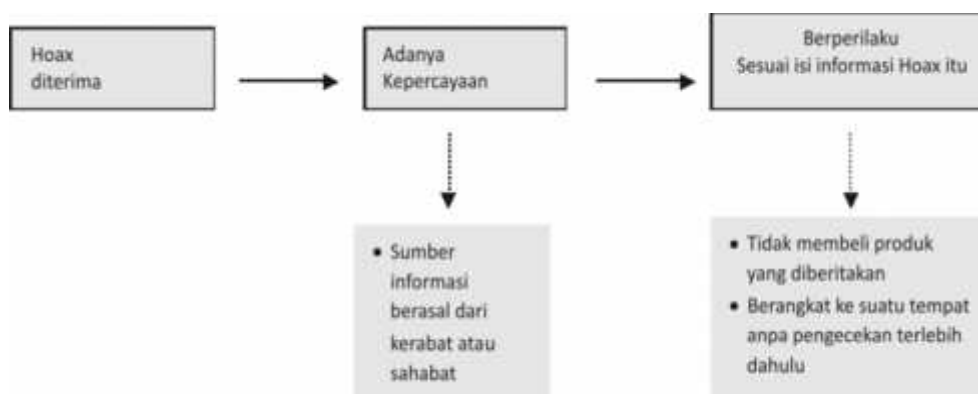 Hoax
diterima
Adanya
Kepercayaan
Berperilaku
Sesuai isi informasi Hoax itu
• Sumber
informasi
berasal dari
kerabat atau
sahabat
• Tidak membeli produk
yang diberitakan
• Berangkat ke suatu tempat
anpa pengecekan terlebih
dahulu